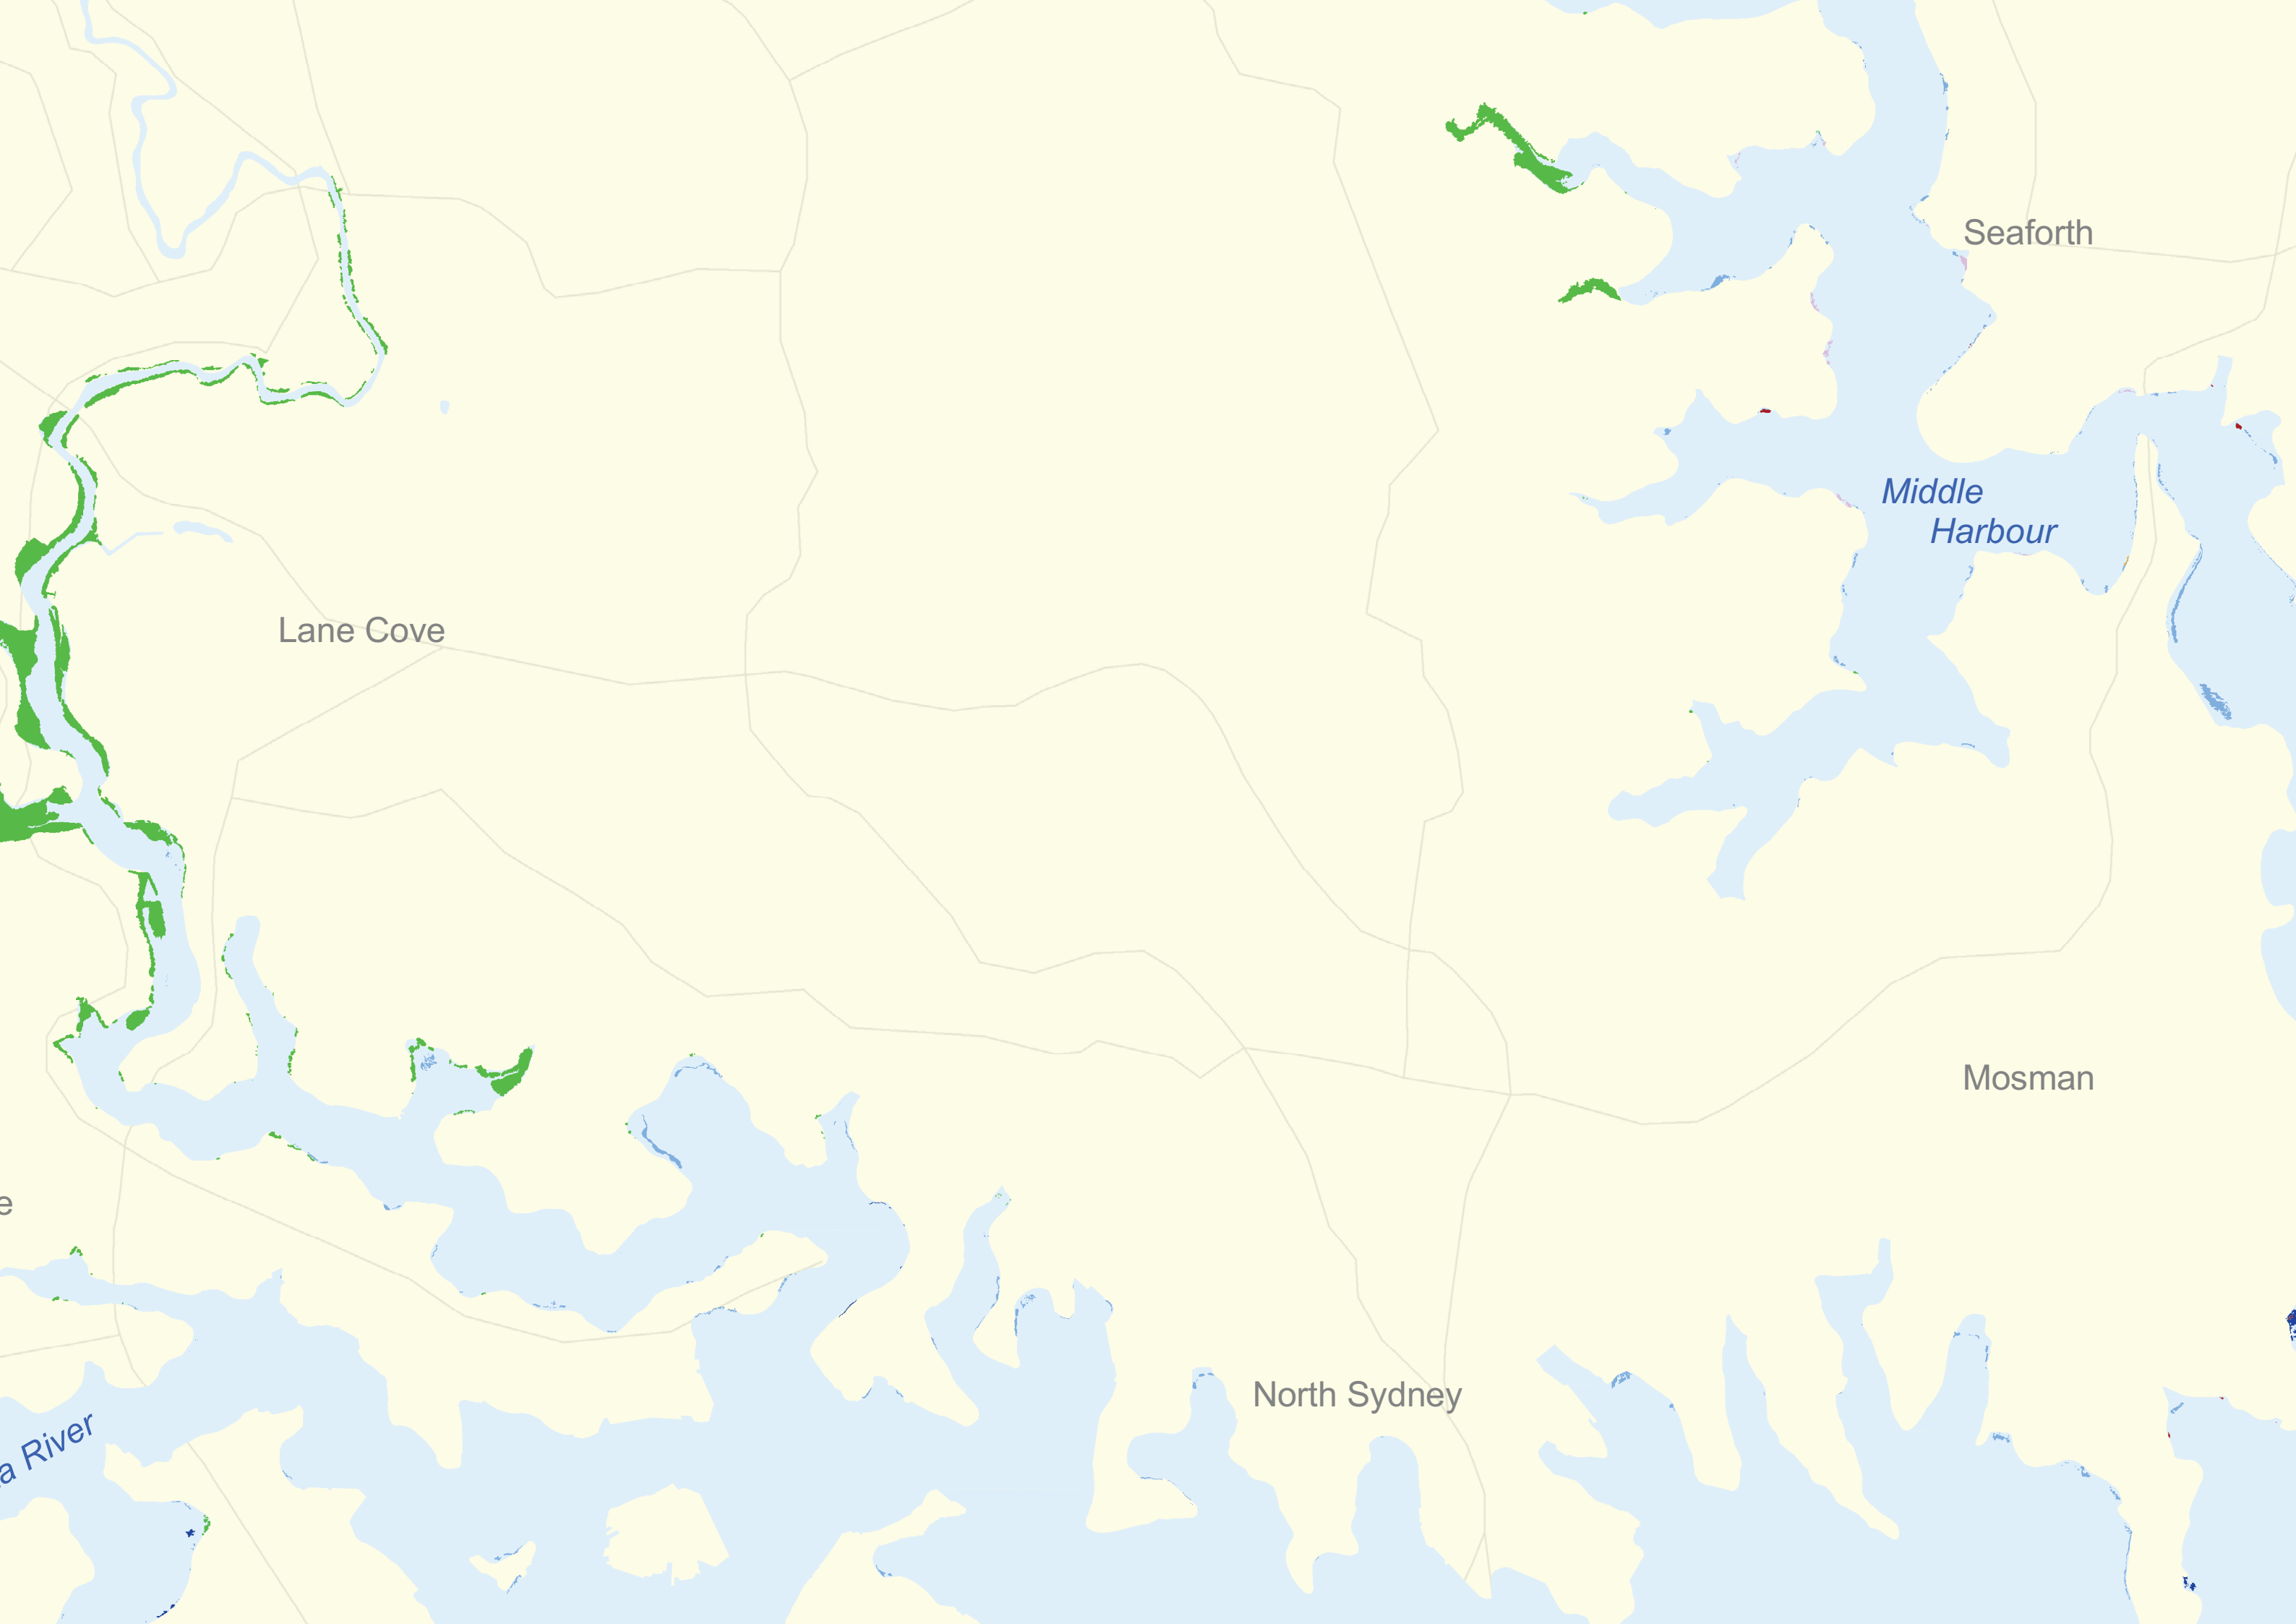 Seaforth
Middle
Harbour
Lane Cove
Mosman
e
North Sydney
a River